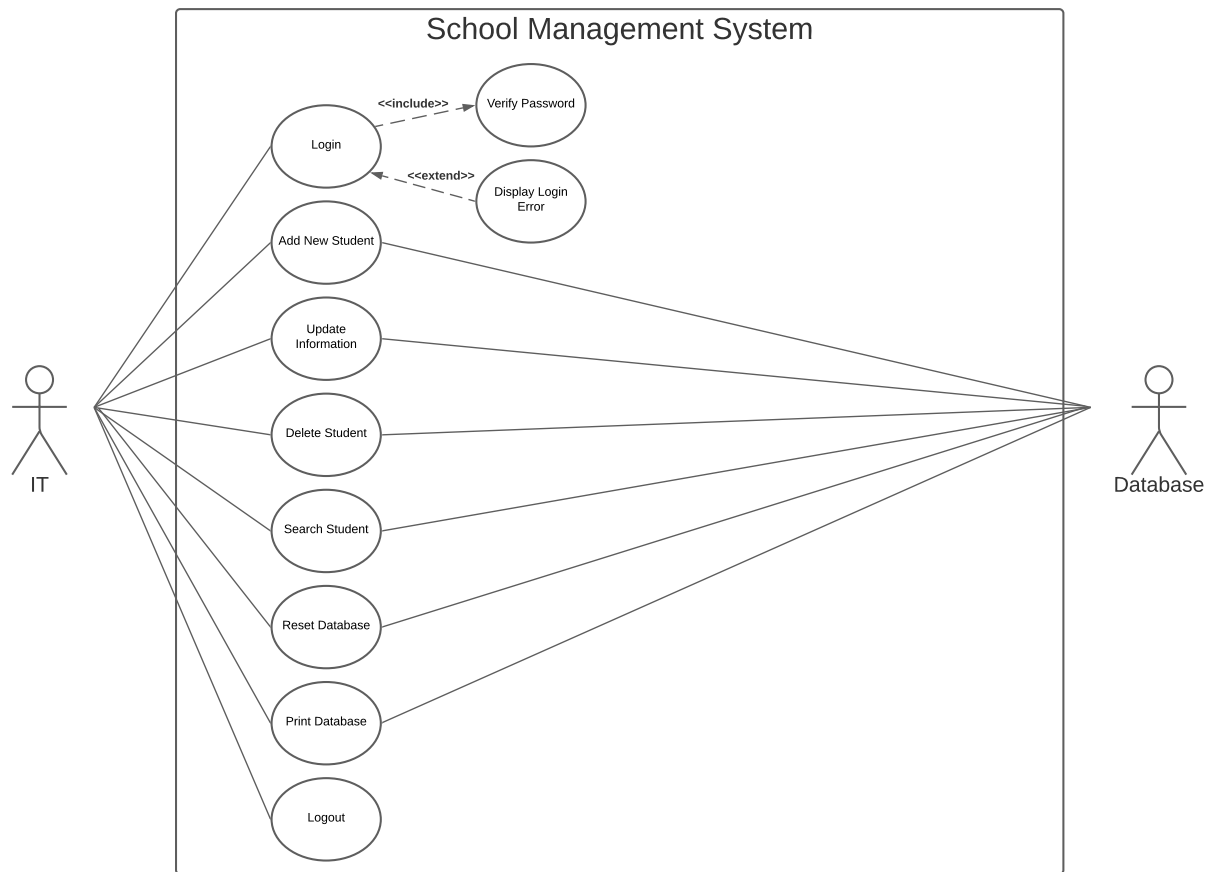 School Management System
<<include>>
Verify Password
Login
<<extend>>
Display Login
Error
Add New Student
Update
Information
Delete Student
IT
Database
Search Student
Reset Database
Print Database
Logout